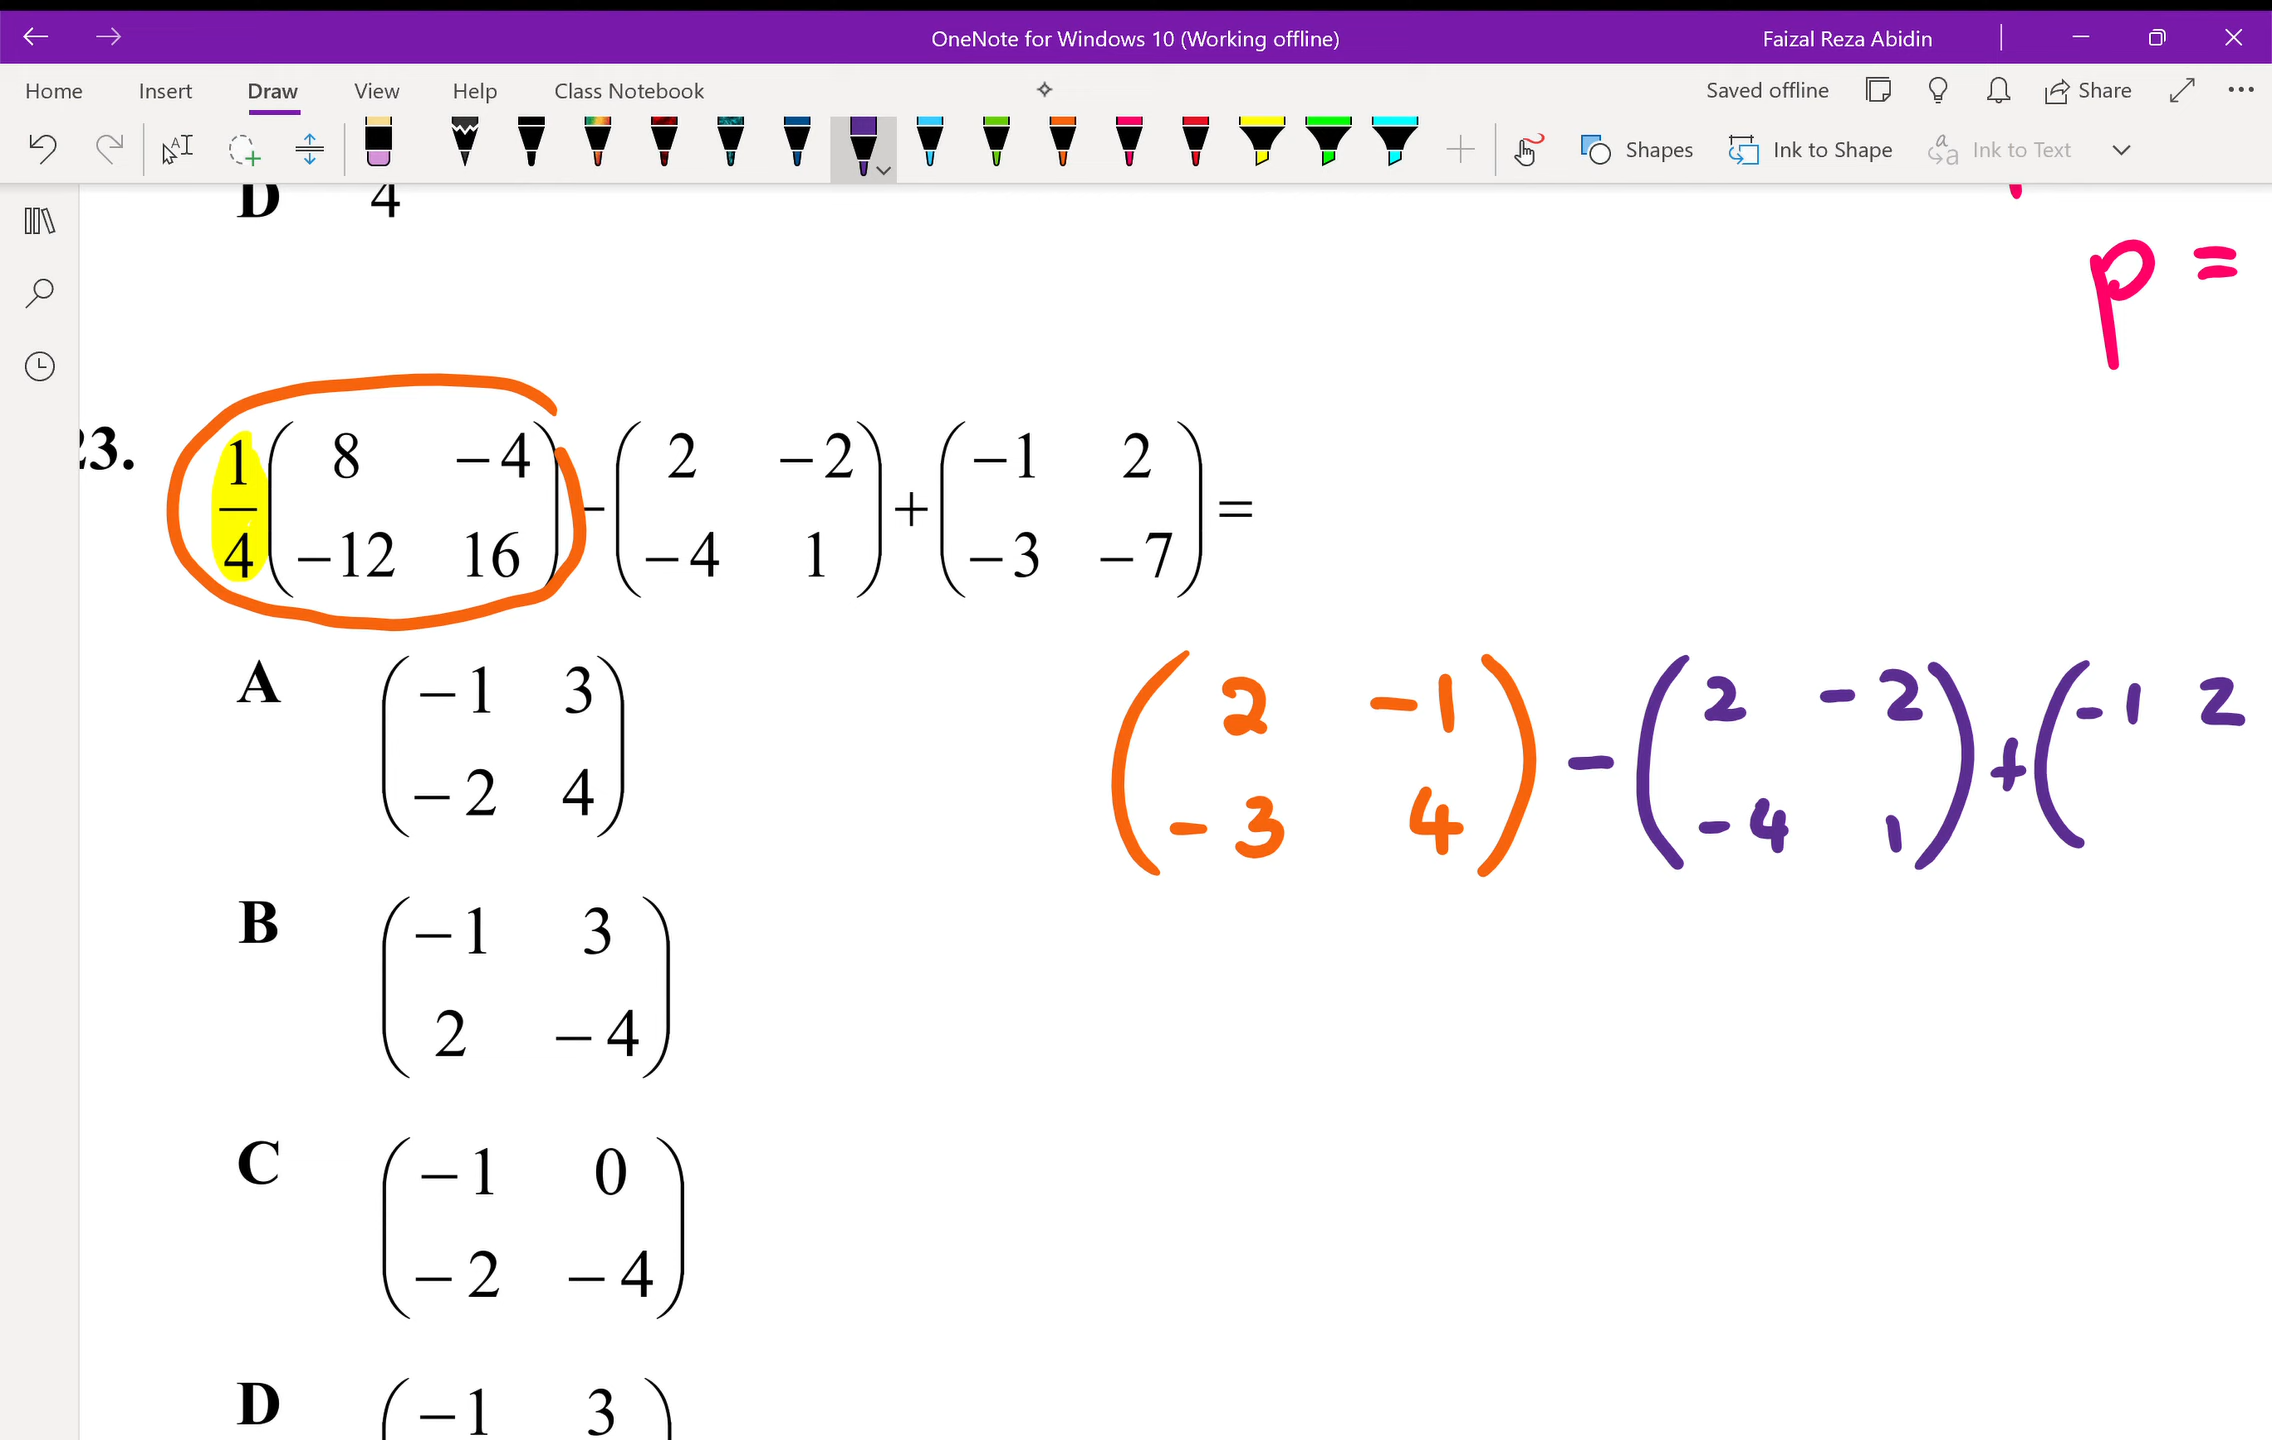 OneNote for Windows 10 (Working offline) Faizal Reza Abidin
Home Insert Draw View Help Class Notebook Saved offline Share
AI Shapes Ink to Shape Ink to Text
D 4
p =
23. 1/4 ( 8 −4 ; −12 16 ) − ( 2 −2 ; −4 1 ) + ( −1 2 ; −3 −7 ) =
A ( −1 3 ; −2 4 )
( 2 -1 ; -3 4 ) - ( 2 -2 ; -4 1 ) + ( -1 2
B ( −1 3 ; 2 −4 )
C ( −1 0 ; −2 −4 )
D ( −1 3 )